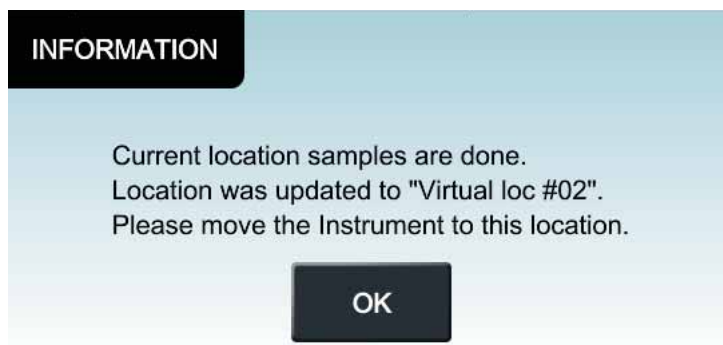 INFORMATION
Current location samples are done.
Location was updated to "Virtual loc #02".
Please move the Instrument to this location.
OK